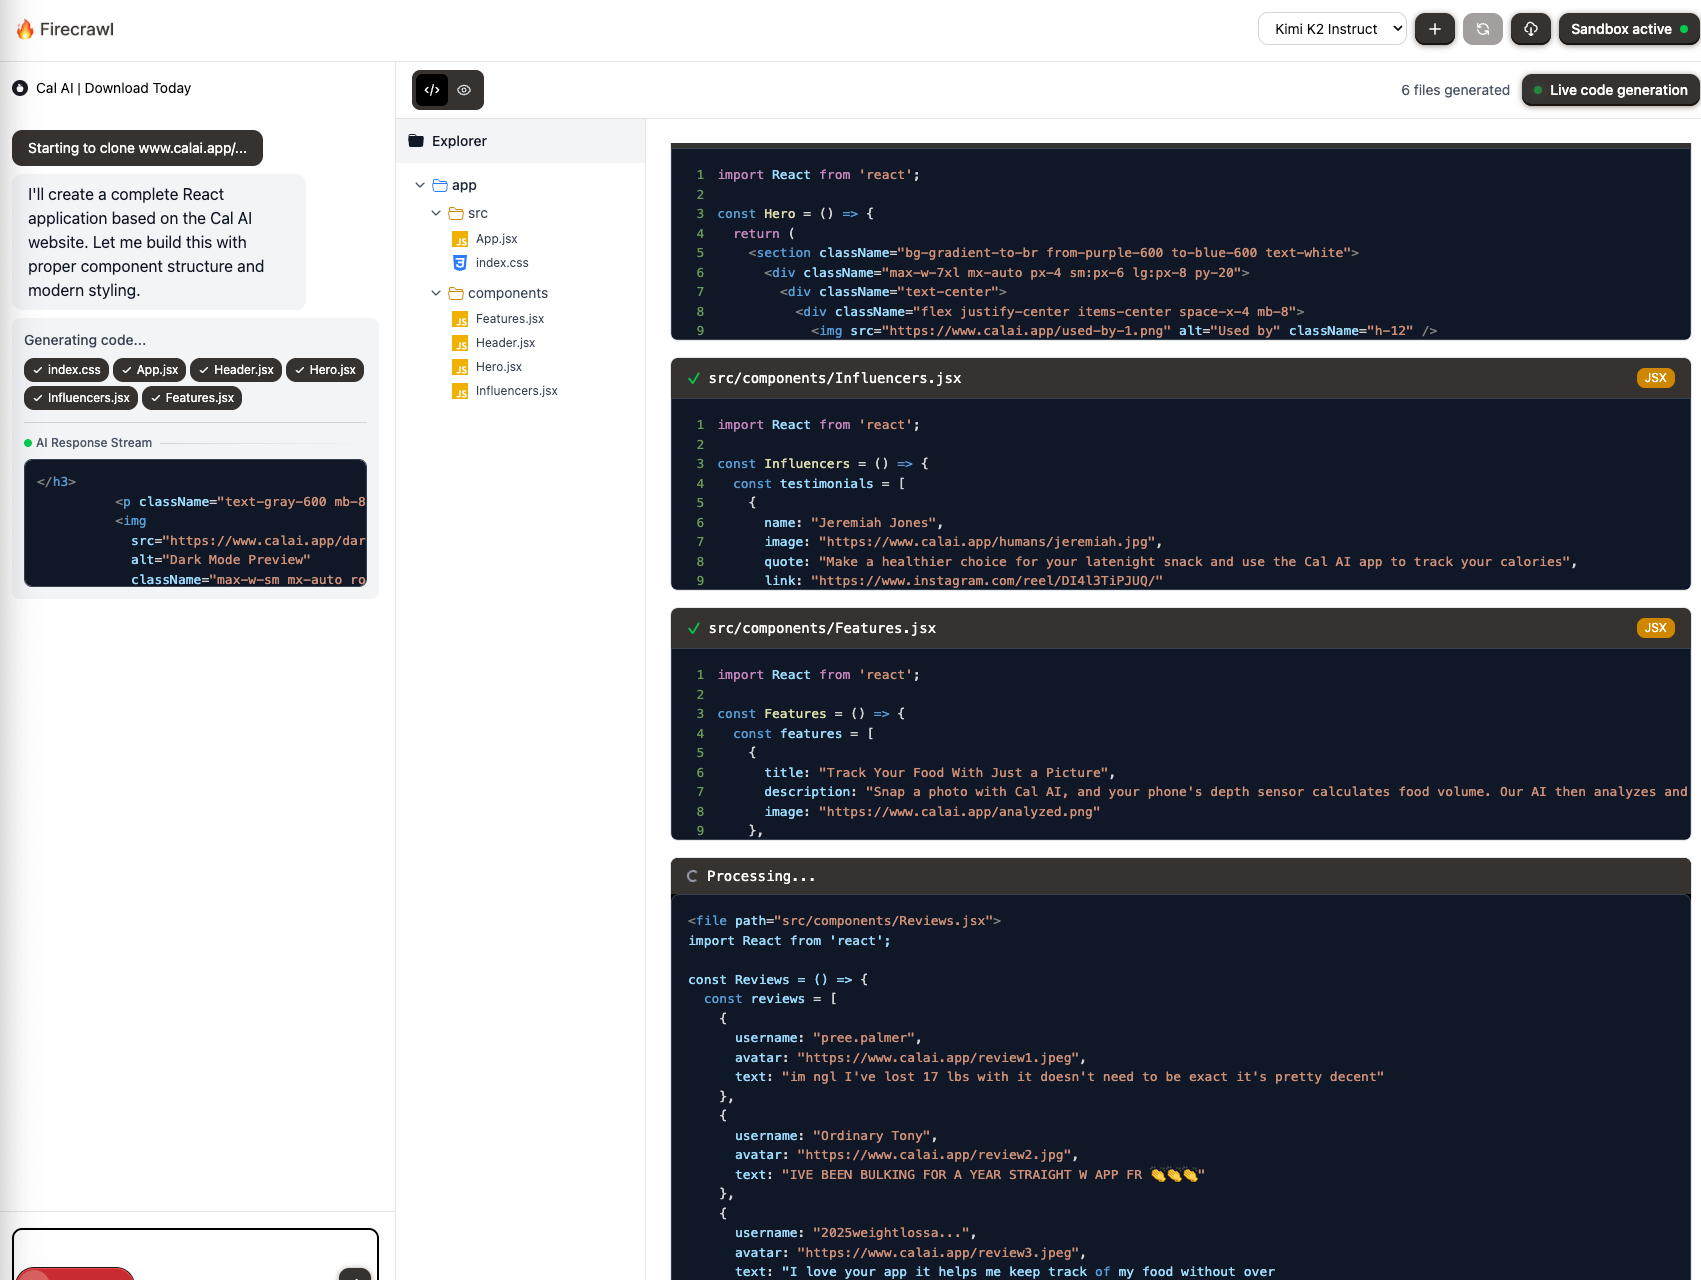 Firecrawl
Kimi K2 Instruct
Sandbox active
Cal AI | Download Today
6 files generated
Live code generation
Starting to clone www.calai.app/...
I'll create a complete React
application based on the Cal AI
website. Let me build this with
proper component structure and
modern styling.
Generating code...
index.css
App.jsx
Header.jsx
Hero.jsx
Influencers.jsx
Features.jsx
AI Response Stream
</h3>
<p className="text-gray-600 mb-8
<img
src="https://www.calai.app/dar
alt="Dark Mode Preview"
className="max-w-sm mx-auto ro
Explorer
app
src
App.jsx
index.css
components
Features.jsx
Header.jsx
Hero.jsx
Influencers.jsx
1 import React from 'react';
2
3 const Hero = () => {
4 return (
5 <section className="bg-gradient-to-br from-purple-600 to-blue-600 text-white">
6 <div className="max-w-7xl mx-auto px-4 sm:px-6 lg:px-8 py-20">
7 <div className="text-center">
8 <div className="flex justify-center items-center space-x-4 mb-8">
9 <img src="https://www.calai.app/used-by-1.png" alt="Used by" className="h-12" />
src/components/Influencers.jsx
JSX
1 import React from 'react';
2
3 const Influencers = () => {
4 const testimonials = [
5 {
6 name: "Jeremiah Jones",
7 image: "https://www.calai.app/humans/jeremiah.jpg",
8 quote: "Make a healthier choice for your latenight snack and use the Cal AI app to track your calories",
9 link: "https://www.instagram.com/reel/DI4l3TiPJUQ/"
src/components/Features.jsx
JSX
1 import React from 'react';
2
3 const Features = () => {
4 const features = [
5 {
6 title: "Track Your Food With Just a Picture",
7 description: "Snap a photo with Cal AI, and your phone's depth sensor calculates food volume. Our AI then analyzes and
8 image: "https://www.calai.app/analyzed.png"
9 },
Processing...
<file path="src/components/Reviews.jsx">
import React from 'react';
const Reviews = () => {
const reviews = [
{
username: "pree.palmer",
avatar: "https://www.calai.app/review1.jpeg",
text: "im ngl I've lost 17 lbs with it doesn't need to be exact it's pretty decent"
},
{
username: "Ordinary Tony",
avatar: "https://www.calai.app/review2.jpg",
text: "IVE BEEN BULKING FOR A YEAR STRAIGHT W APP FR 👏👏👏"
},
{
username: "2025weightlossa...",
avatar: "https://www.calai.app/review3.jpeg",
text: "I love your app it helps me keep track of my food without over